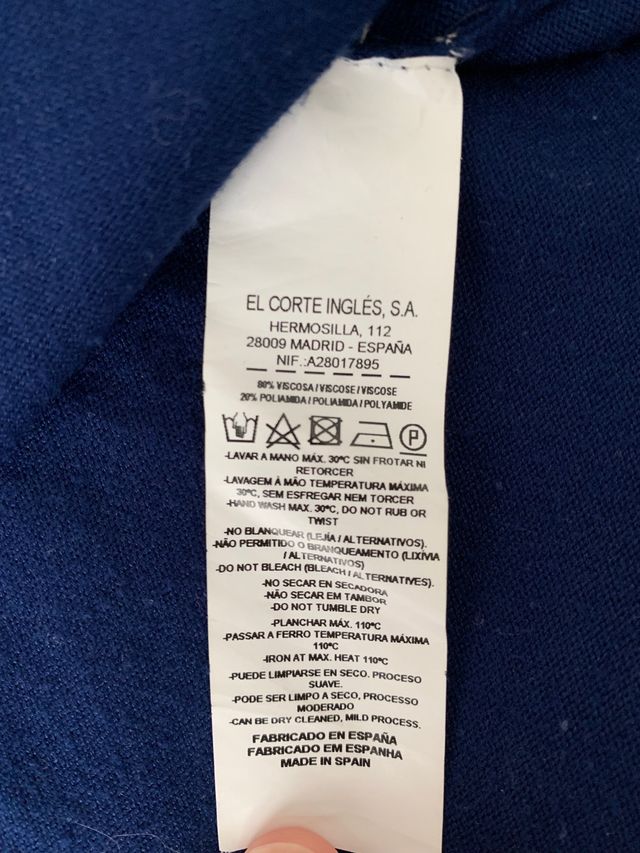 EL CORTE INGLÉS, S.A.
HERMOSILLA, 112
28009 MADRID - ESPAÑA
NIF.:A28017895
80% VISCOSA / VISCOSE / VISCOSE
20% POLIAMIDA / POLIAMIDA / POLYAMIDE
P
-LAVAR A MANO MÁX. 30ºC SIN FROTAR NI
RETORCER
-LAVAGEM À MÃO TEMPERATURA MÁXIMA
30ºC, SEM ESFREGAR NEM TORCER
-HAND WASH MAX. 30ºC, DO NOT RUB OR
TWIST
-NO BLANQUEAR (LEJÍA / ALTERNATIVOS).
-NÃO PERMITIDO O BRANQUEAMENTO (LIXÍVIA
/ ALTERNATIVOS)
-DO NOT BLEACH (BLEACH / ALTERNATIVES).
-NO SECAR EN SECADORA
-NÃO SECAR EM TAMBOR
-DO NOT TUMBLE DRY
-PLANCHAR MÁX. 110ºC
-PASSAR A FERRO TEMPERATURA MÁXIMA
110ºC
-IRON AT MAX. HEAT 110ºC
-PUEDE LIMPIARSE EN SECO. PROCESO
SUAVE.
-PODE SER LIMPO A SECO, PROCESSO
MODERADO
-CAN BE DRY CLEANED, MILD PROCESS.
FABRICADO EN ESPAÑA
FABRICADO EM ESPANHA
MADE IN SPAIN